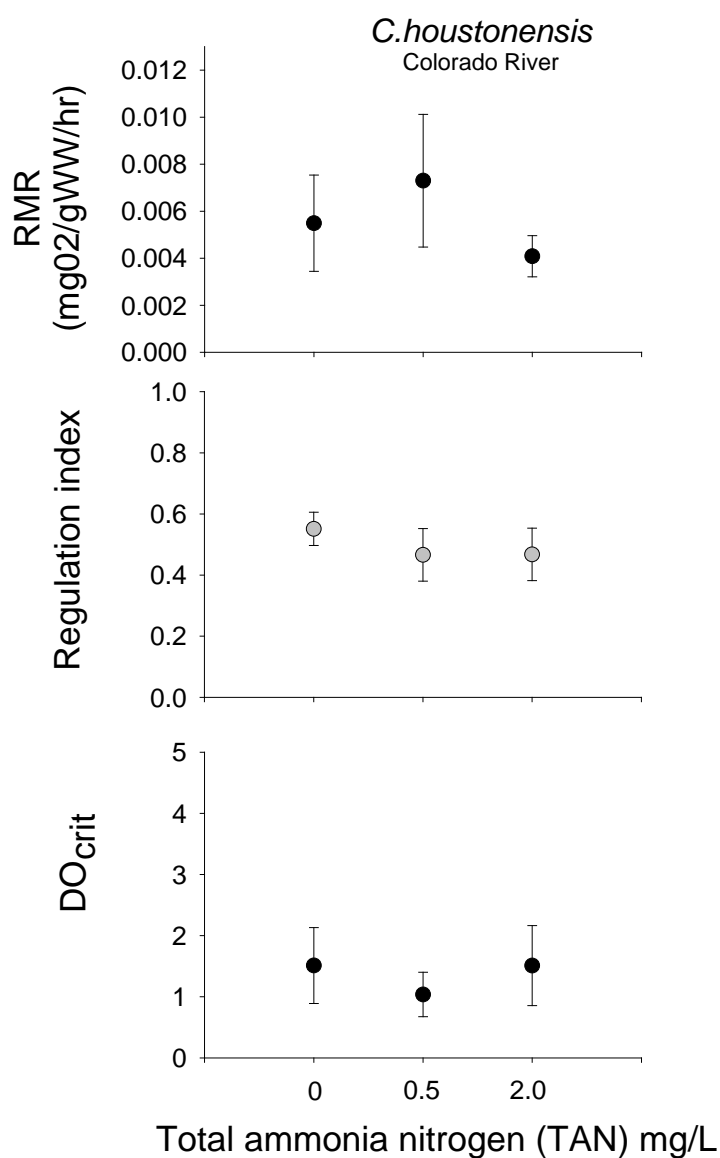 C.houstonensis
Colorado River
RMR
(mg02/gWW/hr)
0.012
0.010
0.008
0.006
0.004
0.002
0.000
Regulation index
1.0
0.8
0.6
0.4
0.2
0.0
DOcrit
5
4
3
2
1
0
0 0.5 2.0
Total ammonia nitrogen (TAN) mg/L